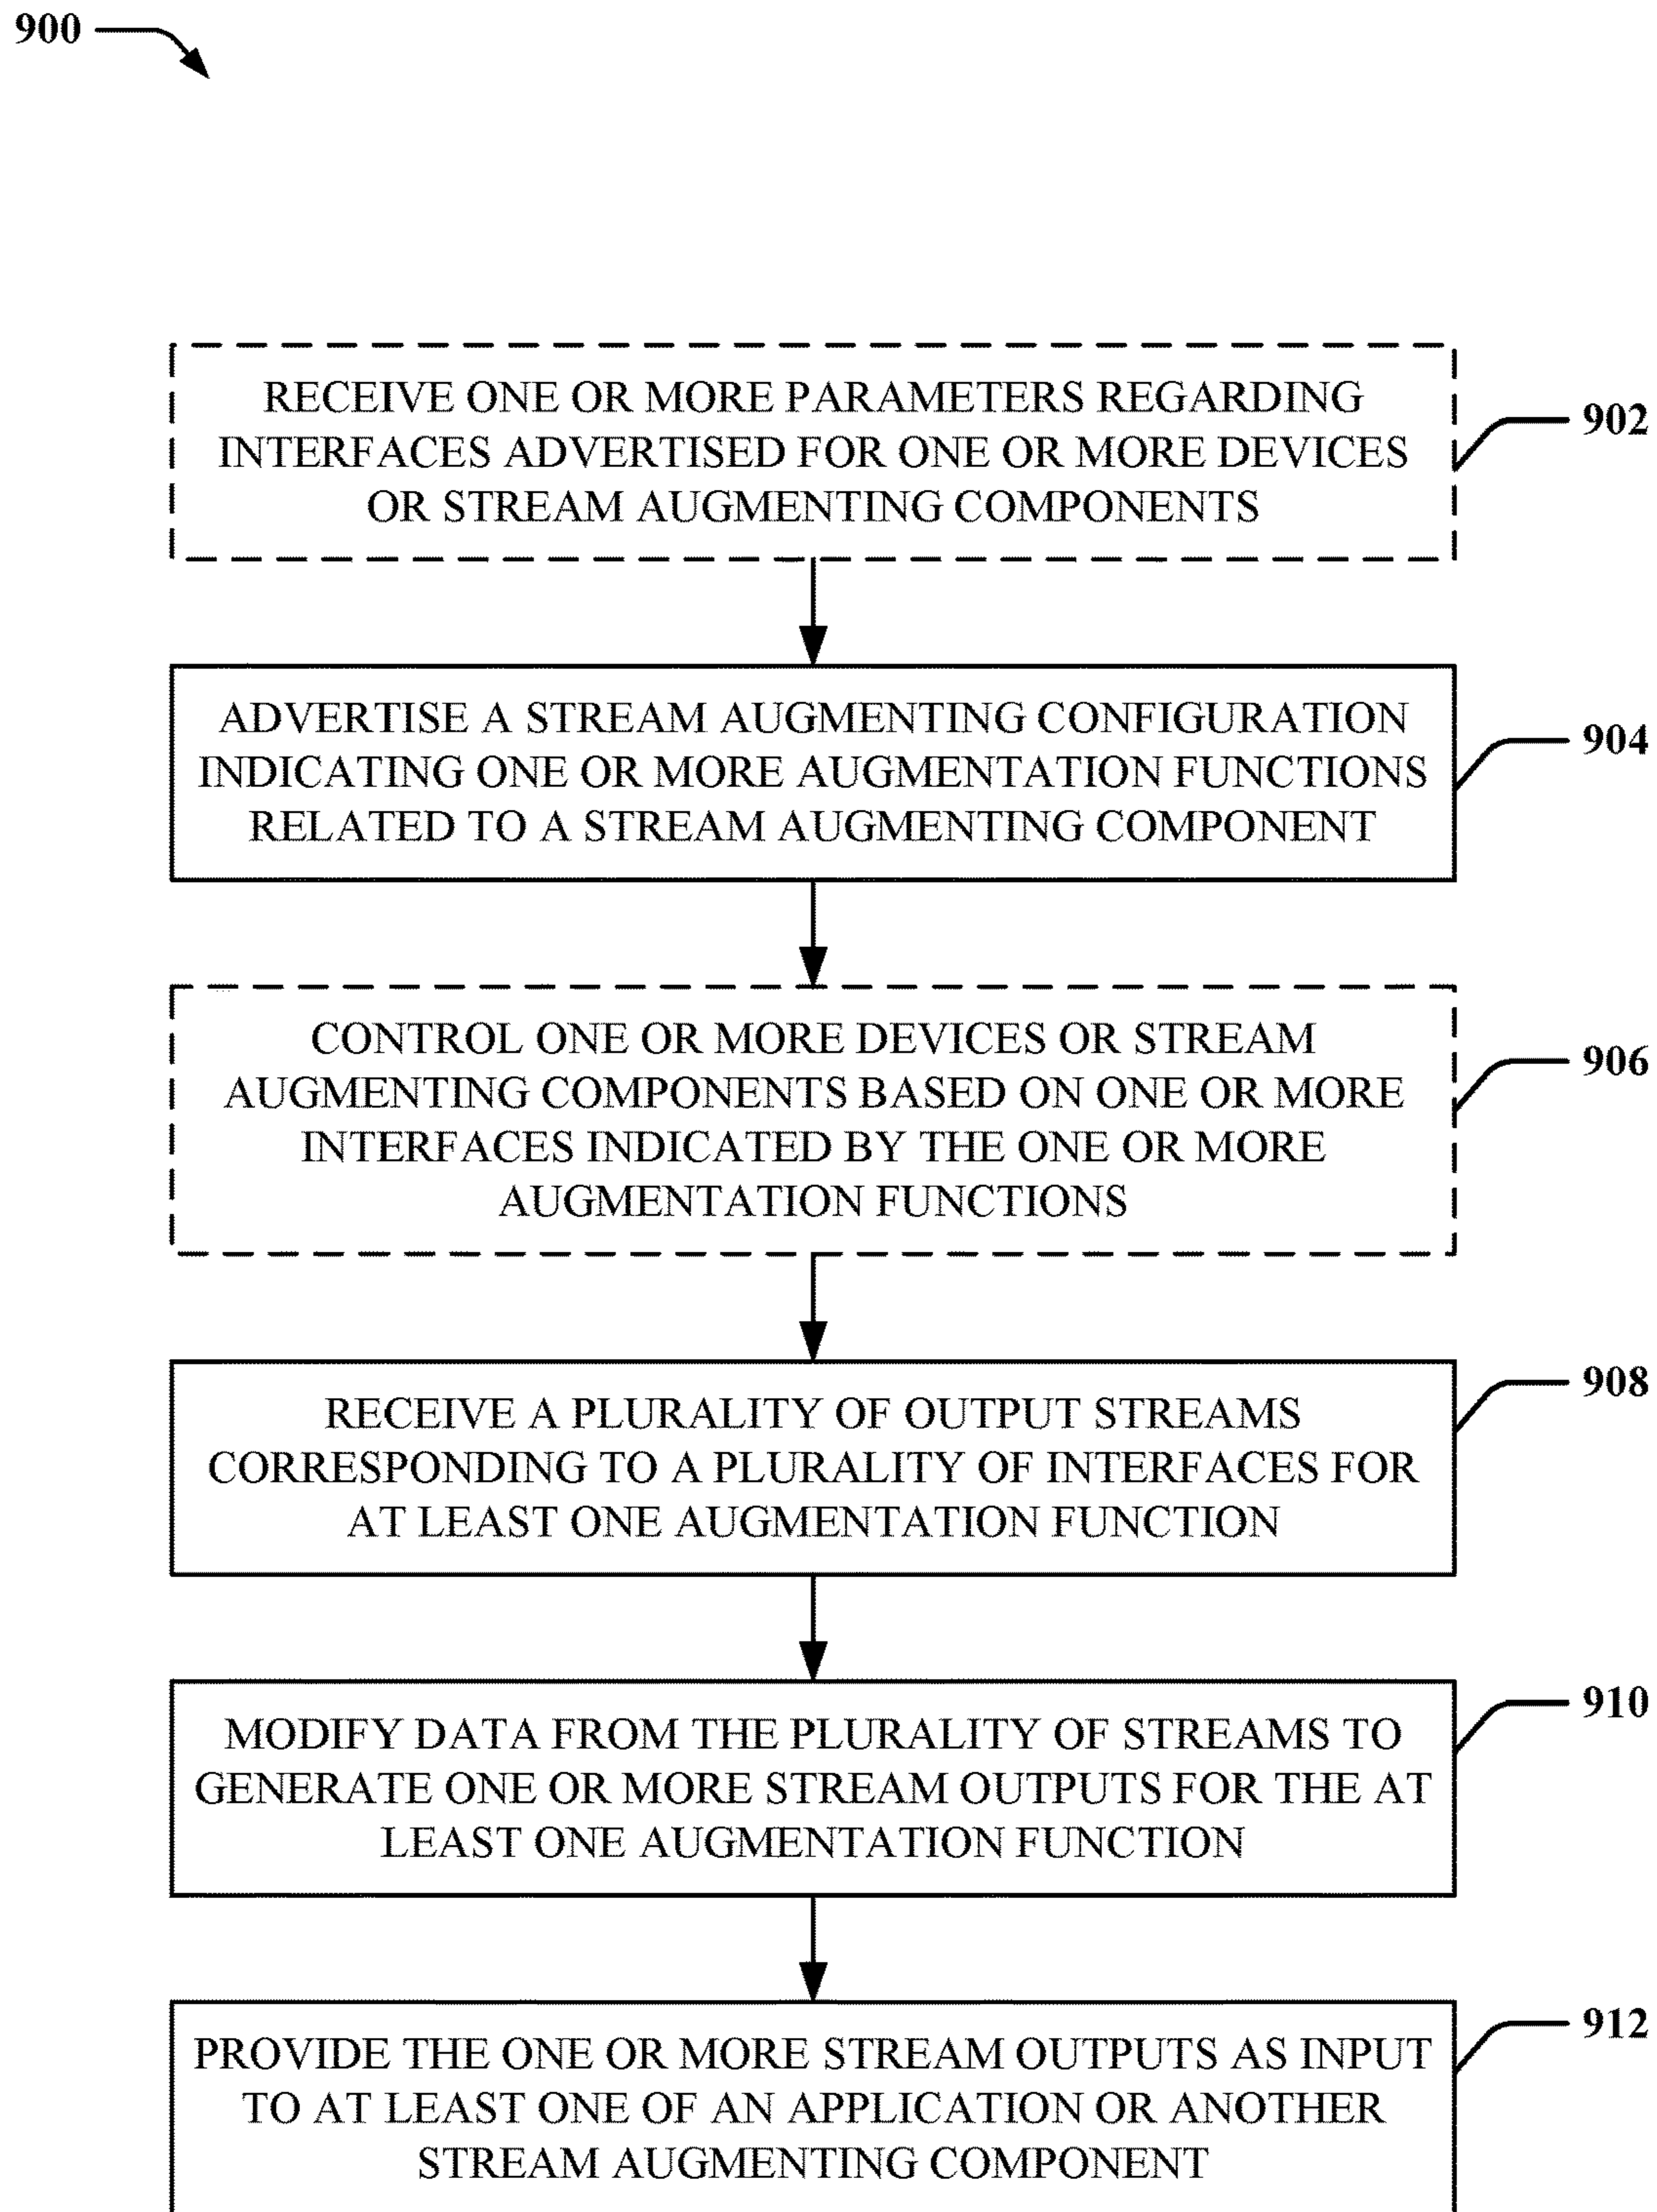 900
RECEIVE ONE OR MORE PARAMETERS REGARDING
INTERFACES ADVERTISED FOR ONE OR MORE DEVICES
OR STREAM AUGMENTING COMPONENTS
902
ADVERTISE A STREAM AUGMENTING CONFIGURATION
INDICATING ONE OR MORE AUGMENTATION FUNCTIONS
RELATED TO A STREAM AUGMENTING COMPONENT
904
CONTROL ONE OR MORE DEVICES OR STREAM
AUGMENTING COMPONENTS BASED ON ONE OR MORE
INTERFACES INDICATED BY THE ONE OR MORE
AUGMENTATION FUNCTIONS
906
RECEIVE A PLURALITY OF OUTPUT STREAMS
CORRESPONDING TO A PLURALITY OF INTERFACES FOR
AT LEAST ONE AUGMENTATION FUNCTION
908
MODIFY DATA FROM THE PLURALITY OF STREAMS TO
GENERATE ONE OR MORE STREAM OUTPUTS FOR THE AT
LEAST ONE AUGMENTATION FUNCTION
910
PROVIDE THE ONE OR MORE STREAM OUTPUTS AS INPUT
TO AT LEAST ONE OF AN APPLICATION OR ANOTHER
STREAM AUGMENTING COMPONENT
912